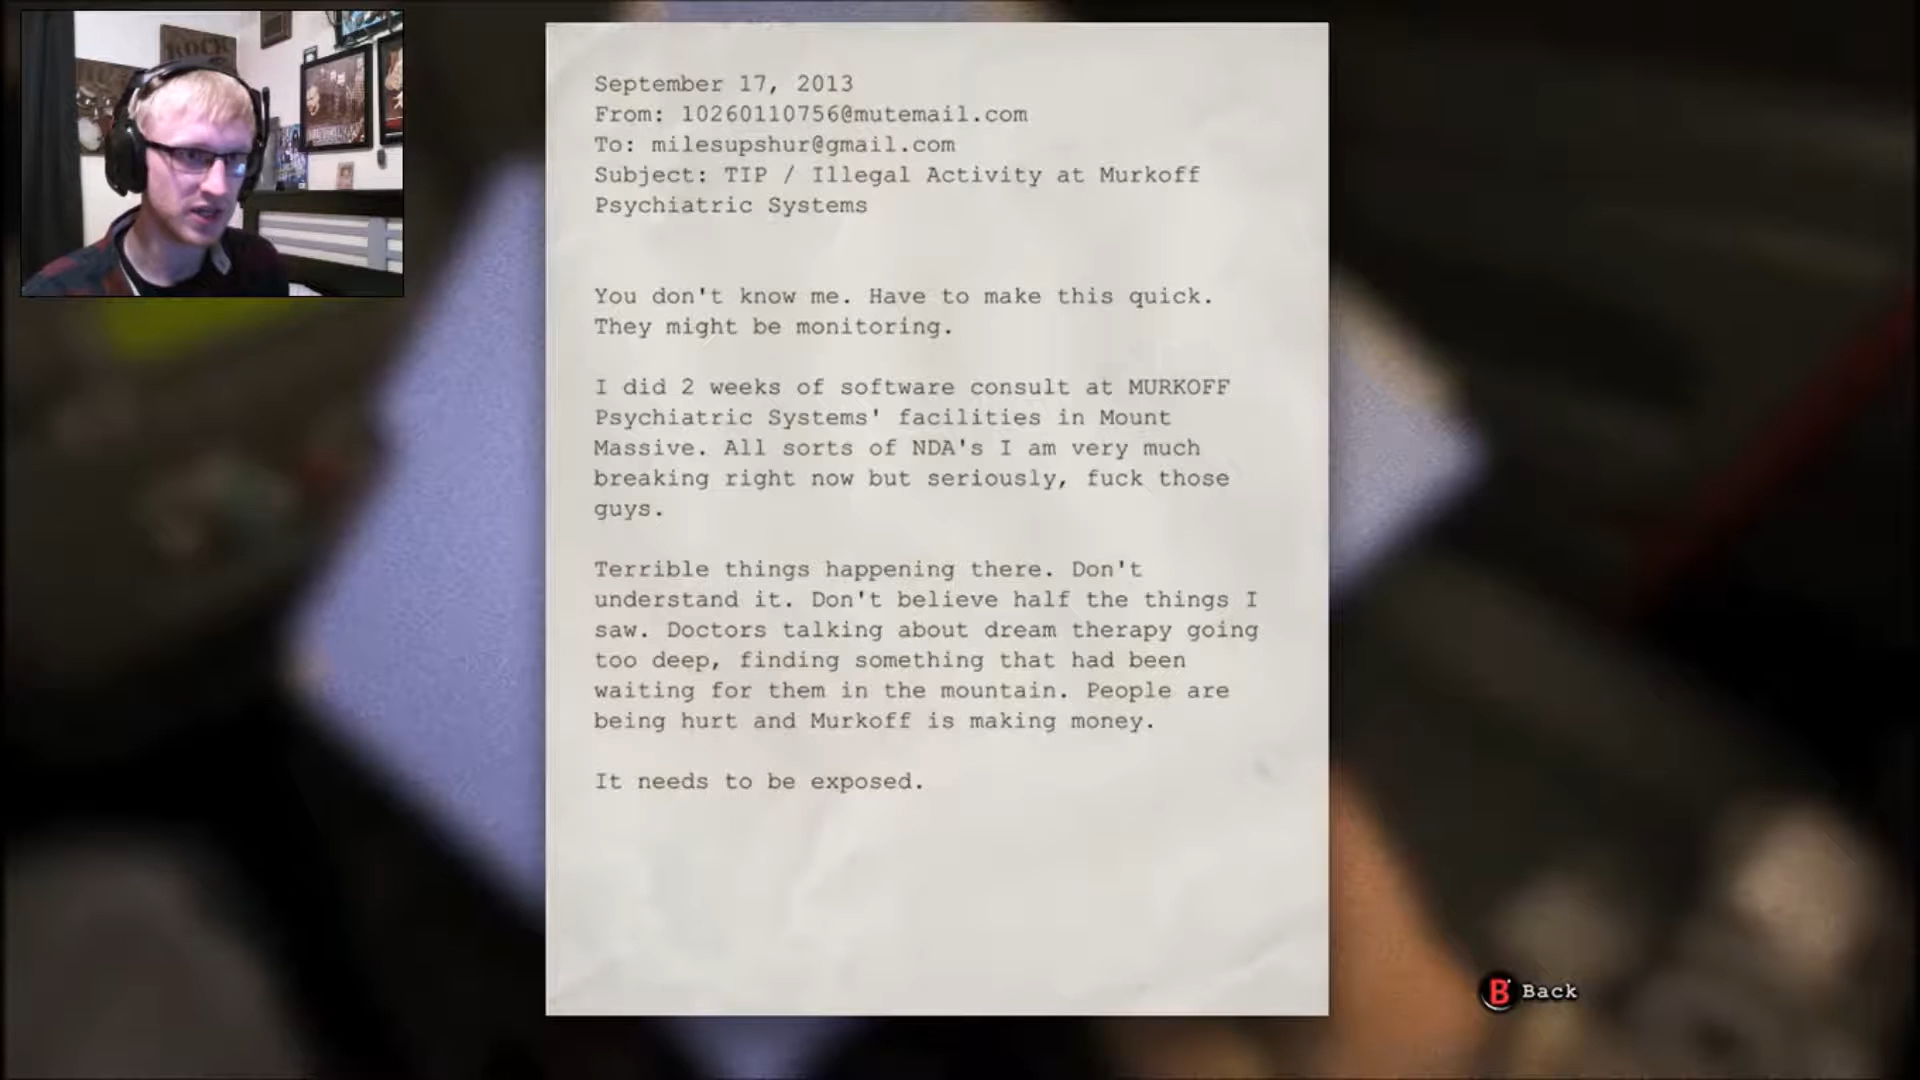 ROCK
September 17, 2013
From: 10260110756@mutemail.com
To: milesupshur@gmail.com
Subject: TIP / Illegal Activity at Murkoff
Psychiatric Systems
You don't know me. Have to make this quick.
They might be monitoring.
I did 2 weeks of software consult at MURKOFF
Psychiatric Systems' facilities in Mount
Massive. All sorts of NDA's I am very much
breaking right now but seriously, fuck those
guys.
Terrible things happening there. Don't
understand it. Don't believe half the things I
saw. Doctors talking about dream therapy going
too deep, finding something that had been
waiting for them in the mountain. People are
being hurt and Murkoff is making money.
It needs to be exposed.
B Back